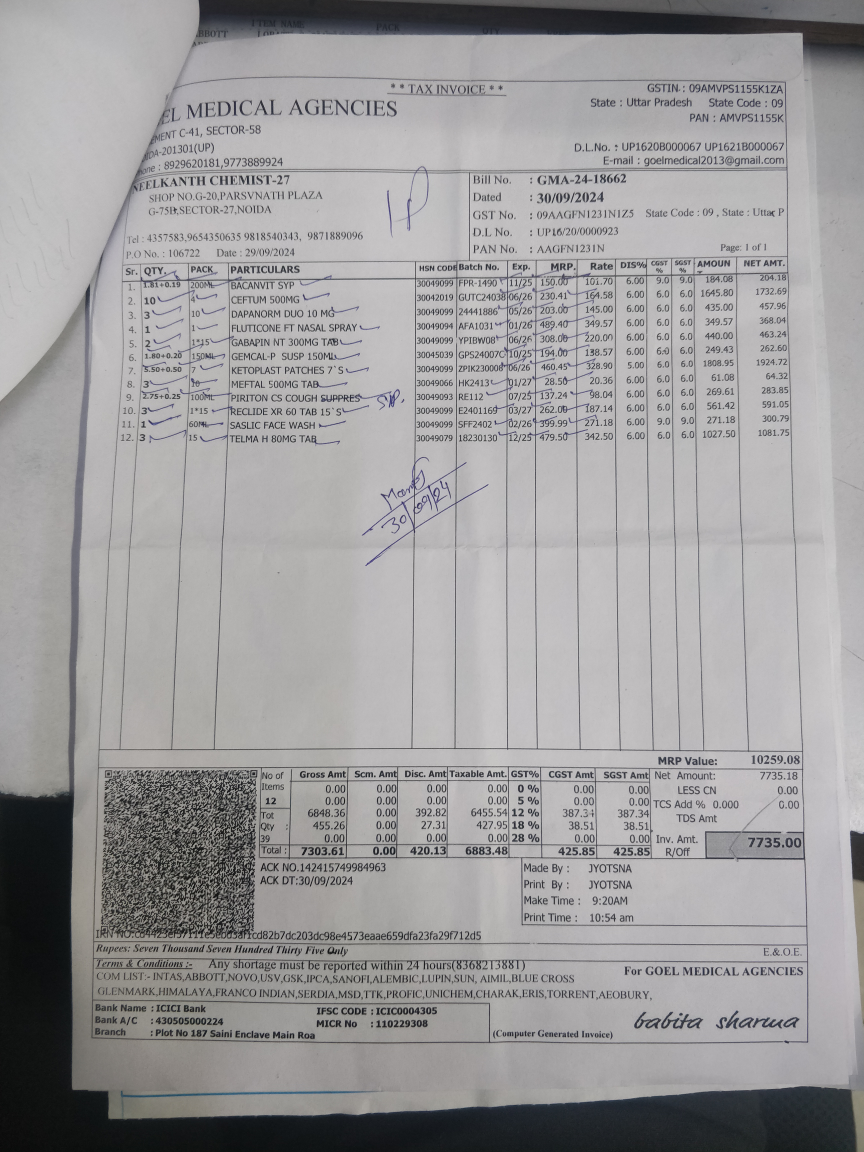 ITEM NAME PACK
ABBOTT
* * TAX INVOICE * *
GSTIN : 09AMVPS1155K1ZA
State : Uttar Pradesh State Code : 09
PAN : AMVPS1155K
EL MEDICAL AGENCIES
MENT C-41, SECTOR-58
DA-201301(UP)
hone : 8929620181,9773889924
D.L.No. : UP1620B000067 UP1621B000067
E-mail : goelmedical2013@gmail.com
NEELKANTH CHEMIST-27
SHOP NO.G-20,PARSVNATH PLAZA
G-75B,SECTOR-27,NOIDA
Tel : 4357583,9654350635 9818540343, 9871889096
P.O No. : 106722 Date : 29/09/2024
Bill No. : GMA-24-18662
Dated : 30/09/2024
GST No. : 09AAGFN1231N1Z5 State Code : 09 , State : Uttar P
D.L No. : UP16/20/0000923
PAN No. : AAGFN1231N Page: 1 of 1
Sr. QTY. PACK PARTICULARS HSN CODE Batch No. Exp. MRP. Rate DIS% CGST % SGST % AMOUN T NET AMT.
1. 1.81+0.19 200ML BACANVIT SYP 30049099 FPR-1490 11/25 150.00 101.70 6.00 9.0 9.0 184.08 204.18
2. 10 4 CEFTUM 500MG 30042019 GUTC24038 06/26 230.41 164.58 6.00 6.0 6.0 1645.80 1732.69
3. 3 10 DAPANORM DUO 10 MG 30049099 24441886 05/26 203.00 145.00 6.00 6.0 6.0 435.00 457.96
4. 1 1 FLUTICONE FT NASAL SPRAY 30049094 AFA1031 01/26 489.40 349.57 6.00 6.0 6.0 349.57 368.04
5. 2 1*15 GABAPIN NT 300MG TAB 30049099 YPIBW08 06/26 308.00 220.00 6.00 6.0 6.0 440.00 463.24
6. 1.80+0.20 150ML GEMCAL-P SUSP 150ML 30045039 GPS24007C 10/25 194.00 138.57 6.00 6.0 6.0 249.43 262.60
7. 5.50+0.50 7 KETOPLAST PATCHES 7`S 30049099 ZPIK230008 06/26 460.45 328.90 5.00 6.0 6.0 1808.95 1924.72
8. 3 10 MEFTAL 500MG TAB 30049066 HK2413 01/27 28.50 20.36 6.00 6.0 6.0 61.08 64.32
9. 2.75+0.25 100ML PIRITON CS COUGH SUPPRES 30049093 RE112 07/25 137.24 98.04 6.00 6.0 6.0 269.61 283.85
10. 3 1*15 RECLIDE XR 60 TAB 15`S 30049099 E2401169 03/27 262.00 187.14 6.00 6.0 6.0 561.42 591.05
11. 1 60ML SASLIC FACE WASH 30049099 SFF2402 02/26 399.99 271.18 6.00 9.0 9.0 271.18 300.79
12. 3 15 TELMA H 80MG TAB 30049079 18230130 12/25 479.50 342.50 6.00 6.0 6.0 1027.50 1081.75
30/09/24
MRP Value: 10259.08
No of Items 12 Tot Qty : 39
Gross Amt Scm. Amt Disc. Amt Taxable Amt. GST% CGST Amt SGST Amt
0.00 0.00 0.00 0.00 0 % 0.00 0.00
0.00 0.00 0.00 0.00 5 % 0.00 0.00
6848.36 0.00 392.82 6455.54 12 % 387.34 387.34
455.26 0.00 27.31 427.95 18 % 38.51 38.51
0.00 0.00 0.00 0.00 28 % 0.00 0.00
Total : 7303.61 0.00 420.13 6883.48 425.85 425.85
Net Amount: 7735.18
LESS CN 0.00
TCS Add % 0.000 0.00
TDS Amt
Inv. Amt. 7735.00
R/Off
ACK NO.142415749984963
ACK DT:30/09/2024
Made By : JYOTSNA
Print By : JYOTSNA
Make Time : 9:20AM
Print Time : 10:54 am
Rupees: Seven Thousand Seven Hundred Thirty Five Only
E.&O.E.
Terms & Conditions :- Any shortage must be reported within 24 hours(8368213881)
COM LIST:- INTAS,ABBOTT,NOVO,USV,GSK,IPCA,SANOFI,ALEMBIC,LUPIN,SUN, AIMIL,BLUE CROSS
GLENMARK,HIMALAYA,FRANCO INDIAN,SERDIA,MSD,TTK,PROFIC,UNICHEM,CHARAK,ERIS,TORRENT,AEOBURY,
For GOEL MEDICAL AGENCIES
Bank Name : ICICI Bank
Bank A/C : 430505000224
Branch : Plot No 187 Saini Enclave Main Roa
IFSC CODE : ICIC0004305
MICR No : 110229308
(Computer Generated Invoice)
babita sharma